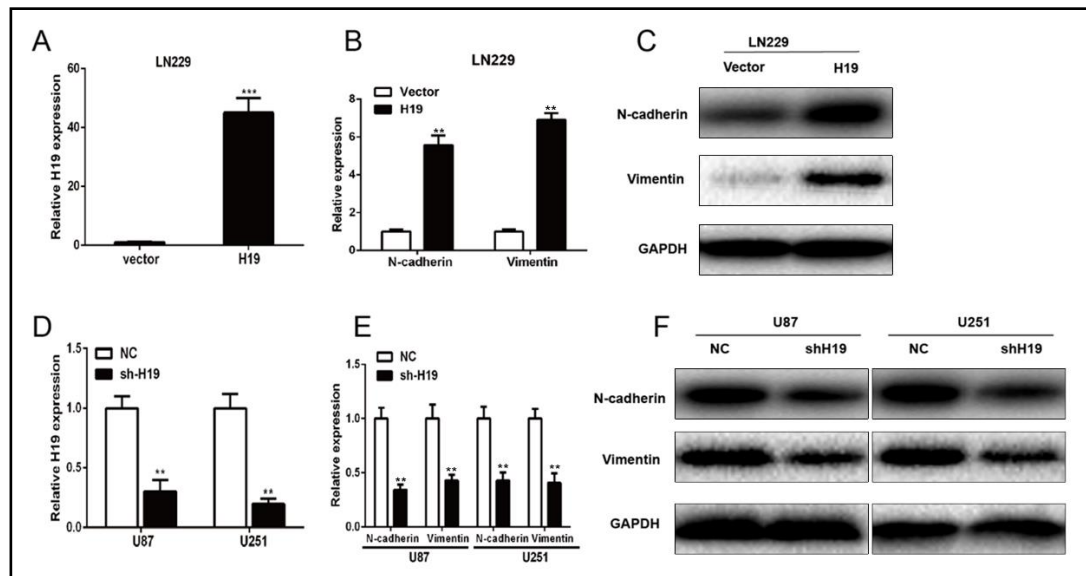 A
LN229
Relative H19 expression
60
40
20
0
***
vector
H19
B
LN229
Vector
H19
Relative expression
8
6
4
2
0
**
**
N-cadherin
Vimentin
C
LN229
Vector H19
N-cadherin
Vimentin
GAPDH
D
NC
sh-H19
Relative H19 expression
1.5
1.0
0.5
0.0
**
**
U87
U251
E
NC
sh-H19
Relative expression
1.5
1.0
0.5
0.0
**
**
**
**
N-cadherin Vimentin N-cadherin Vimentin
U87 U251
F
U87 U251
NC shH19 NC shH19
N-cadherin
Vimentin
GAPDH